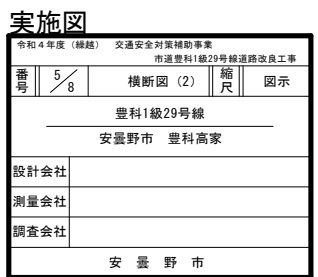 実施図
令和4年度（繰越） 交通安全対策補助事業
市道豊科1級29号線道路改良工事
番号 5/8 横断図（2） 縮尺 図示
豊科1級29号線
安曇野市 豊科高家
設計会社
測量会社
調査会社
安曇野市